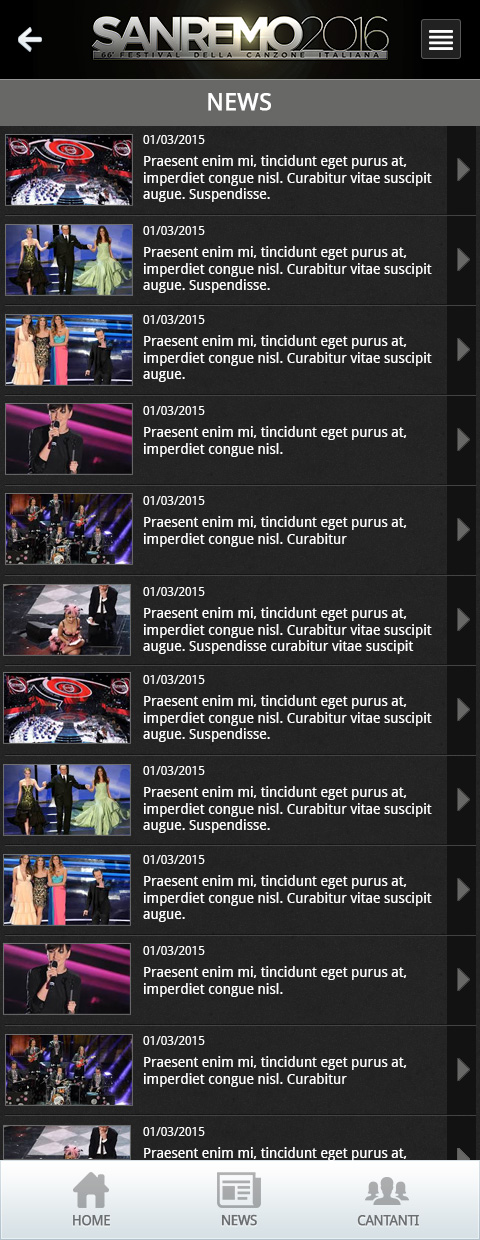 SANREMO2016
66° FESTIVAL DELLA CANZONE ITALIANA
NEWS
01/03/2015
Praesent enim mi, tincidunt eget purus at,
imperdiet congue nisl. Curabitur vitae suscipit
augue. Suspendisse.
01/03/2015
Praesent enim mi, tincidunt eget purus at,
imperdiet congue nisl. Curabitur vitae suscipit
augue. Suspendisse.
01/03/2015
Praesent enim mi, tincidunt eget purus at,
imperdiet congue nisl. Curabitur vitae suscipit
augue.
01/03/2015
Praesent enim mi, tincidunt eget purus at,
imperdiet congue nisl.
01/03/2015
Praesent enim mi, tincidunt eget purus at,
imperdiet congue nisl. Curabitur
01/03/2015
Praesent enim mi, tincidunt eget purus at,
imperdiet congue nisl. Curabitur vitae suscipit
augue. Suspendisse curabitur vitae suscipit
01/03/2015
Praesent enim mi, tincidunt eget purus at,
imperdiet congue nisl. Curabitur vitae suscipit
augue. Suspendisse.
01/03/2015
Praesent enim mi, tincidunt eget purus at,
imperdiet congue nisl. Curabitur vitae suscipit
augue. Suspendisse.
01/03/2015
Praesent enim mi, tincidunt eget purus at,
imperdiet congue nisl. Curabitur vitae suscipit
augue.
01/03/2015
Praesent enim mi, tincidunt eget purus at,
imperdiet congue nisl.
01/03/2015
Praesent enim mi, tincidunt eget purus at,
imperdiet congue nisl. Curabitur
01/03/2015
Praesent enim mi, tincidunt eget purus at,
HOME
NEWS
CANTANTI